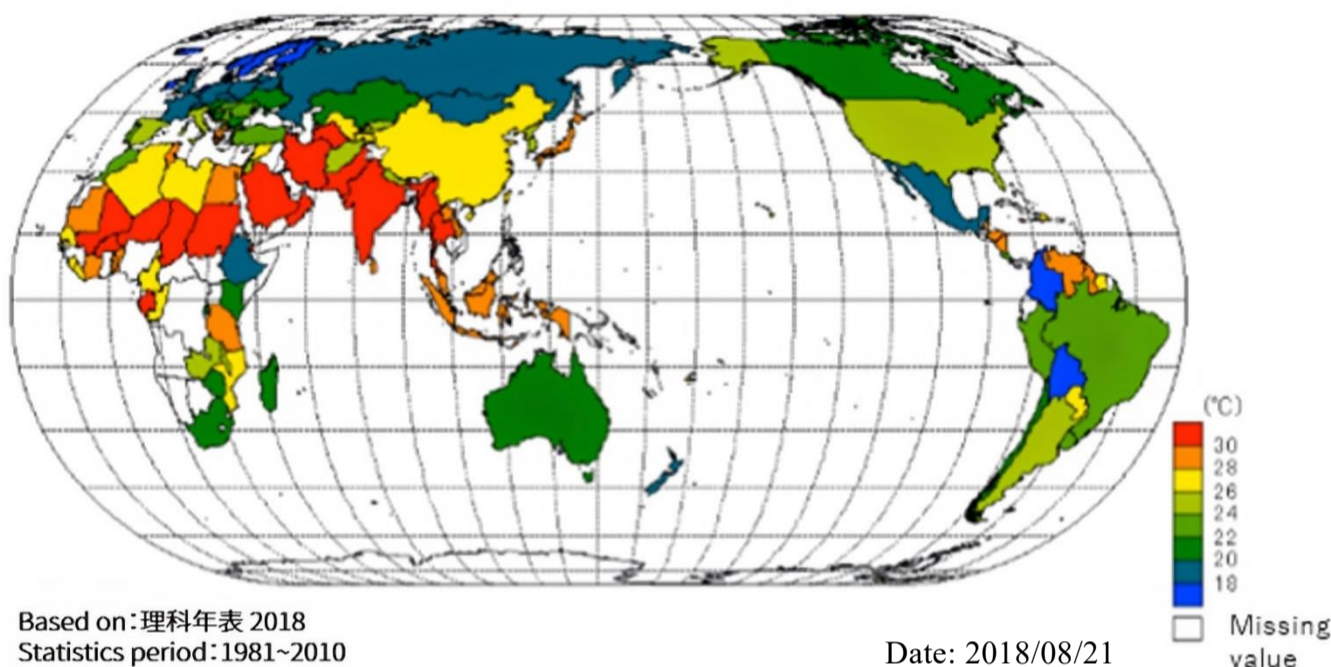 (℃)
30
28
26
24
22
20
18
Missing
value
Based on:理科年表 2018
Statistics period:1981~2010
Date: 2018/08/21